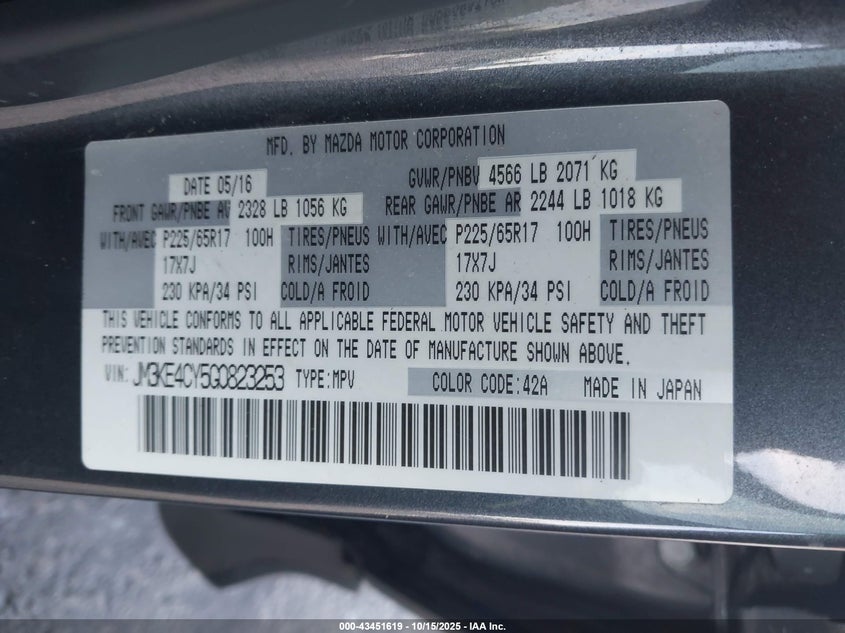 MFD. BY MAZDA MOTOR CORPORATION
DATE 05/16 GVWR/PNBV 4566 LB 2071 KG
FRONT GAWR/PNBE AV 2328 LB 1056 KG REAR GAWR/PNBE AR 2244 LB 1018 KG
WITH/AVEC P225/65R17 100H TIRES/PNEUS WITH/AVEC P225/65R17 100H TIRES/PNEUS
17X7J RIMS/JANTES 17X7J RIMS/JANTES
230 KPA/34 PSI COLD/A FROID 230 KPA/34 PSI COLD/A FROID
THIS VEHICLE CONFORMS TO ALL APPLICABLE FEDERAL MOTOR VEHICLE SAFETY AND THEFT
PREVENTION STANDARDS IN EFFECT ON THE DATE OF MANUFACTURE SHOWN ABOVE.
VIN: JM3KE4CY5G0823253 TYPE:MPV COLOR CODE:42A MADE IN JAPAN
000-43451619 - 10/15/2025 - IAA Inc.